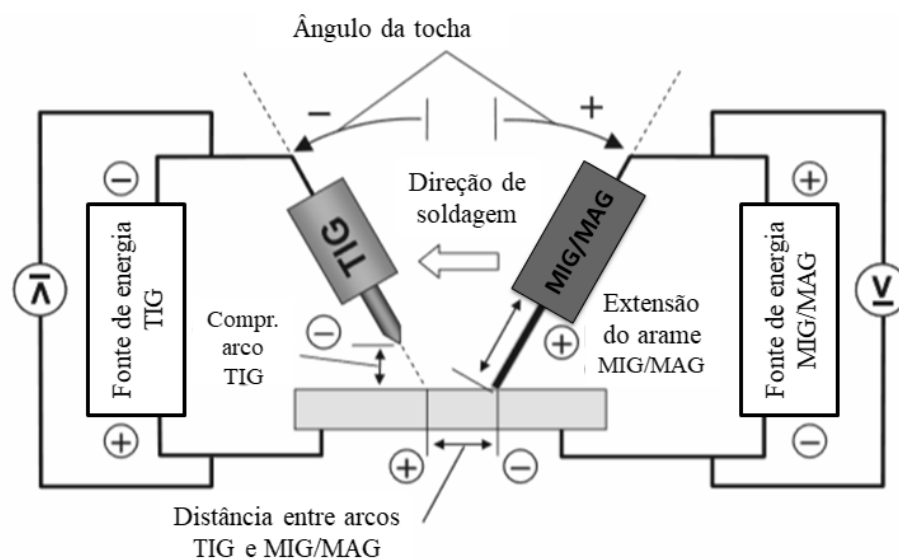 Ângulo da tocha
−
+
Direção de
soldagem
−
Fonte de energia
TIG
+
V
TIG
Compr.
arco
TIG
−
MIG/MAG
Extensão
do arame
MIG/MAG
+
+
Fonte de energia
MIG/MAG
−
V
+
−
Distância entre arcos
TIG e MIG/MAG